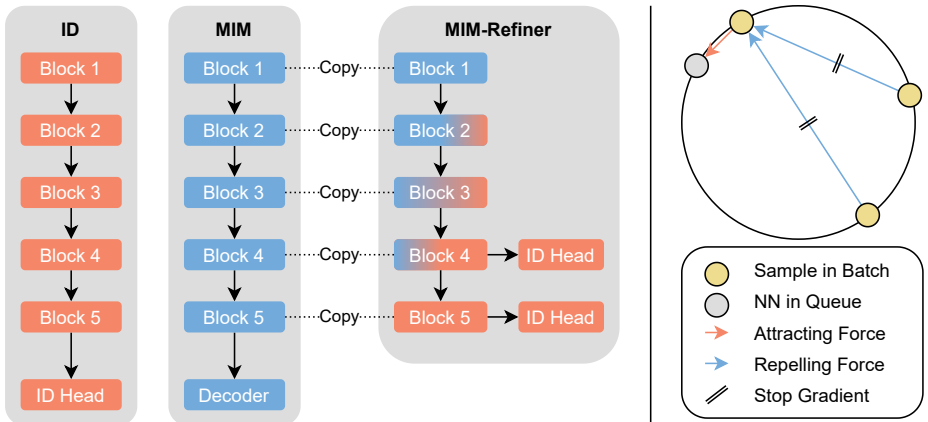 ID
Block 1
Block 2
Block 3
Block 4
Block 5
ID Head
MIM
Block 1
Block 2
Block 3
Block 4
Block 5
Decoder
Copy
Copy
Copy
Copy
Copy
MIM-Refiner
Block 1
Block 2
Block 3
Block 4
ID Head
Block 5
ID Head
Sample in Batch
NN in Queue
Attracting Force
Repelling Force
Stop Gradient